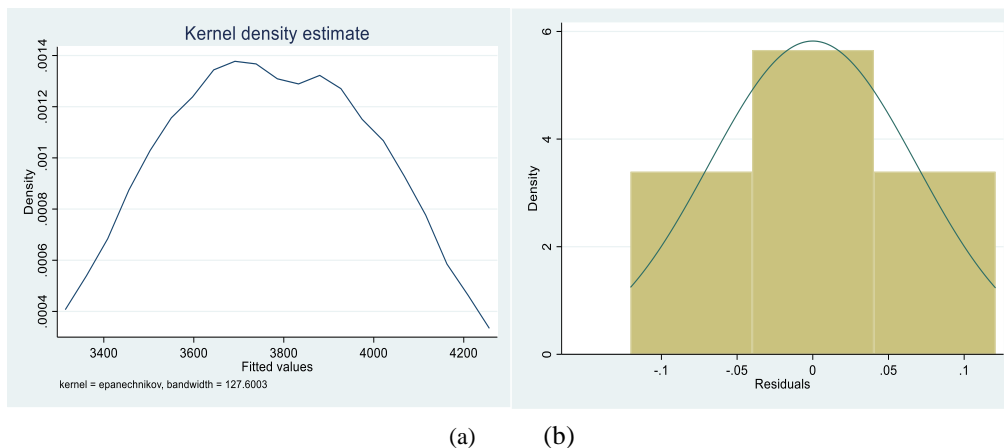 Kernel density estimate
Density
.0014
.0012
.001
.0008
.0006
.0004
3400 3600 3800 4000 4200
Fitted values
kernel = epanechnikov, bandwidth = 127.6003
Density
6
4
2
0
-.1 -.05 0 .05 .1
Residuals
(a) (b)